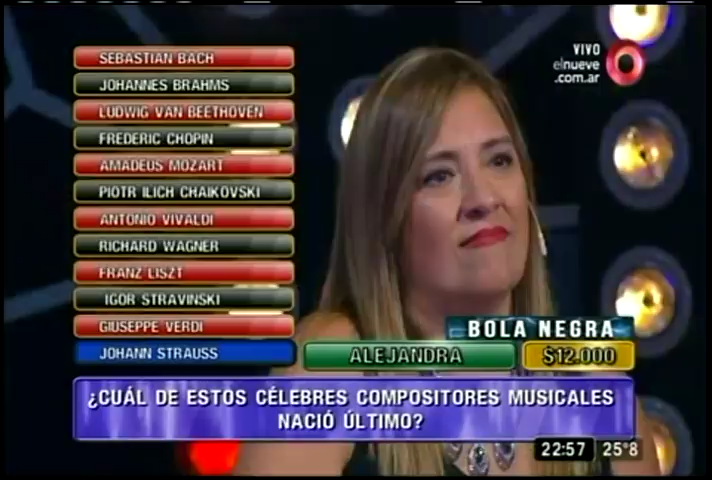 SEBASTIAN BACH
JOHANNES BRAHMS
LUDWIG VAN BEETHOVEN
FREDERIC CHOPIN
AMADEUS MOZART
PIOTR ILICH CHAIKOVSKI
ANTONIO VIVALDI
RICHARD WAGNER
FRANZ LISZT
IGOR STRAVINSKI
GIUSEPPE VERDI
JOHANN STRAUSS
VIVO
elnueve
.com.ar
BOLA NEGRA
ALEJANDRA
$12.000
¿CUÁL DE ESTOS CÉLEBRES COMPOSITORES MUSICALES
NACIÓ ÚLTIMO?
22:57 25°8